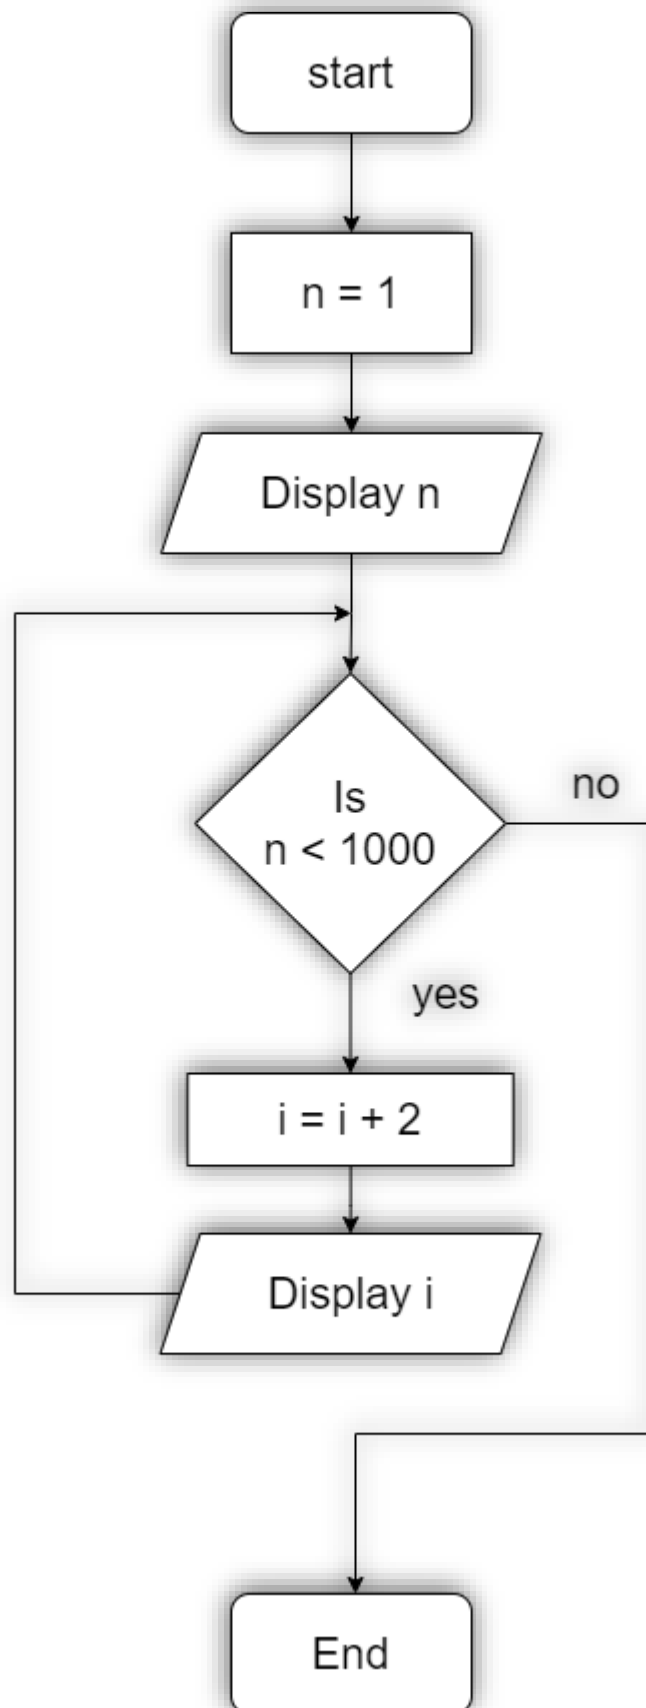 start
n = 1
Display n
Is
n < 1000
no
yes
i = i + 2
Display i
End